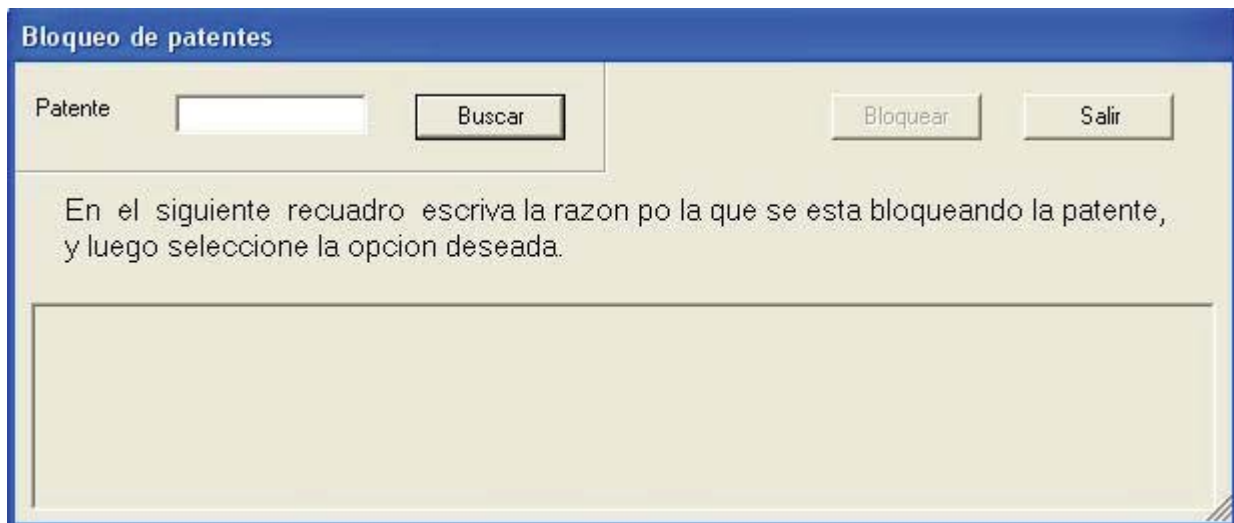 Bloqueo de patentes
Patente
Buscar
Bloquear
Salir
En el siguiente recuadro escriva la razon po la que se esta bloqueando la patente,
y luego seleccione la opcion deseada.